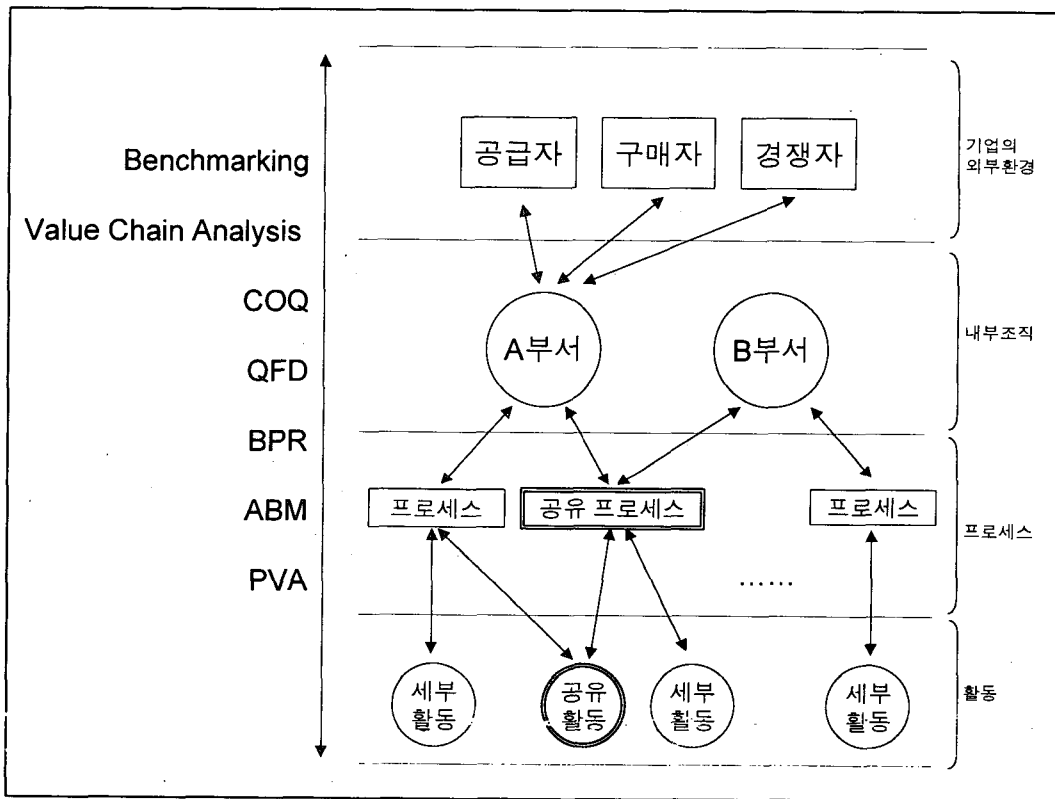 Benchmarking
Value Chain Analysis
COQ
QFD
BPR
ABM
PVA
공급자
구매자
경쟁자
기업의
외부환경
A부서
B부서
내부조직
프로세스
공유 프로세스
프로세스
프로세스
......
세부
활동
공유
활동
세부
활동
세부
활동
활동